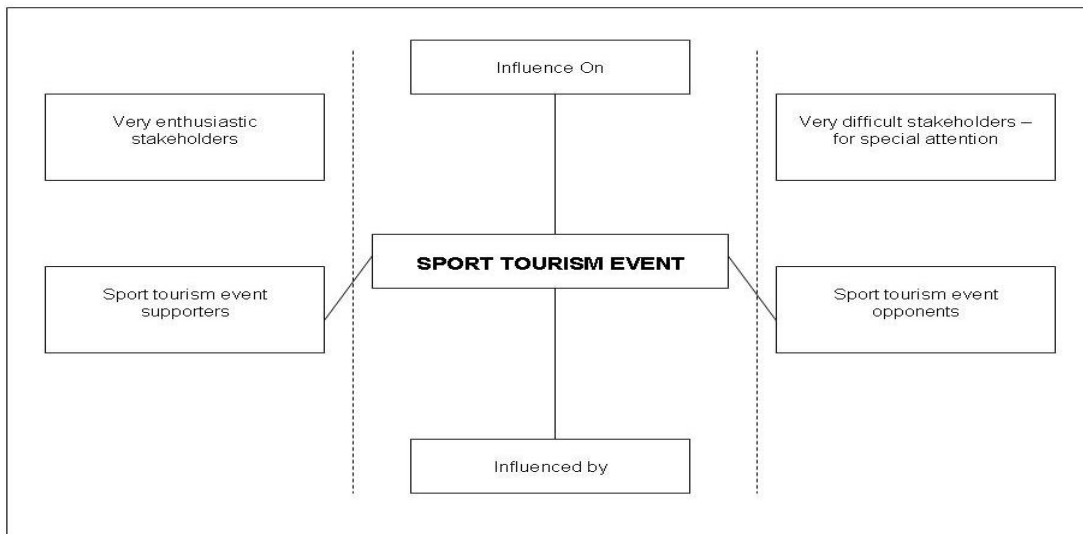 Influence On
Very enthusiastic
stakeholders
Very difficult stakeholders –
for special attention
SPORT TOURISM EVENT
Sport tourism event
supporters
Sport tourism event
opponents
Influenced by